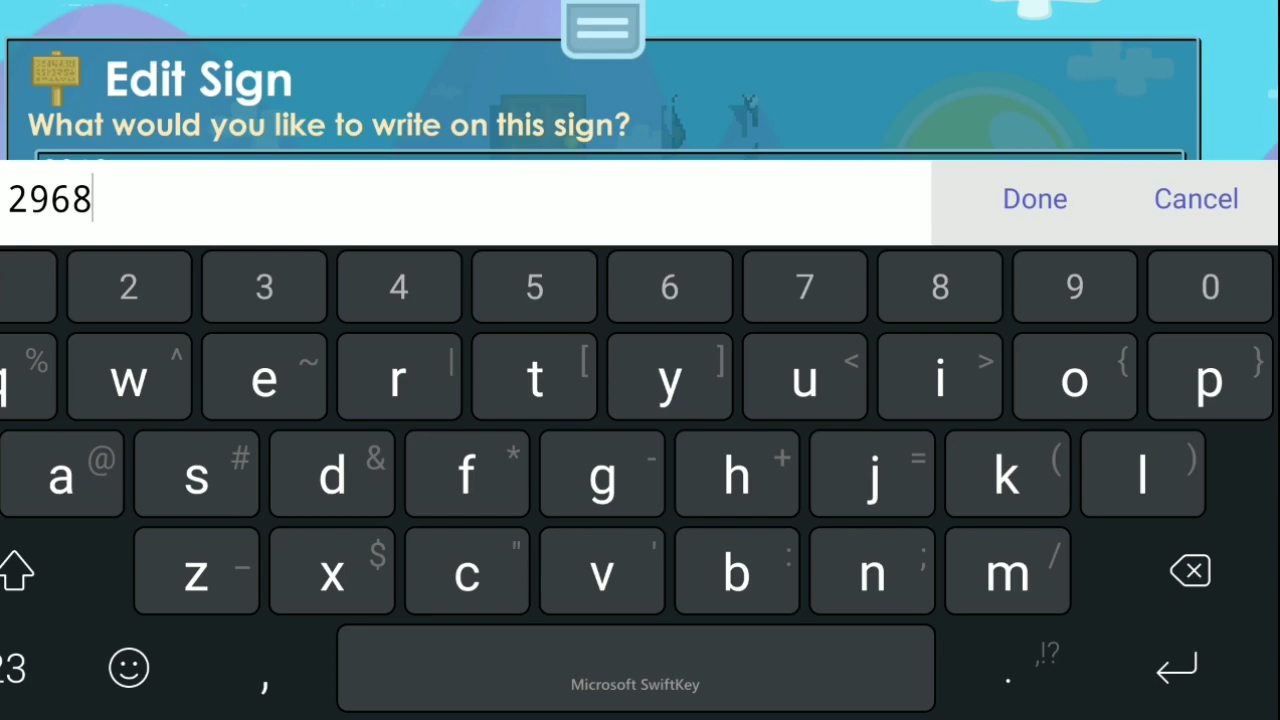 Edit Sign
What would you like to write on this sign?
2968
Done
Cancel
2 3 4 5 6 7 8 9 0
% ^ ~ | [ ] < > { }
q w e r t y u i o p
@ # & * - + = ( )
a s d f g h j k l
_ $ " ' : ; /
z x c v b n m
,!?
23 , .
Microsoft SwiftKey